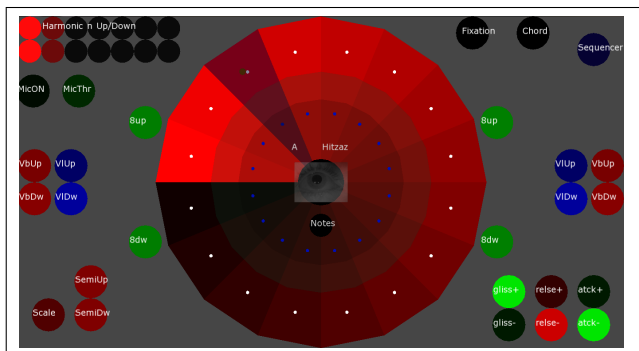 Harmonic n Up/Down
Fixation
Chord
Sequencer
MicON
MicThr
8up
8up
A
Hitzaz
VbUp
VlUp
VlUp
VbUp
VbDw
VlDw
VlDw
VbDw
Notes
8dw
8dw
SemiUp
gliss+
relse+
atck+
Scale
SemiDw
gliss-
relse-
atck-